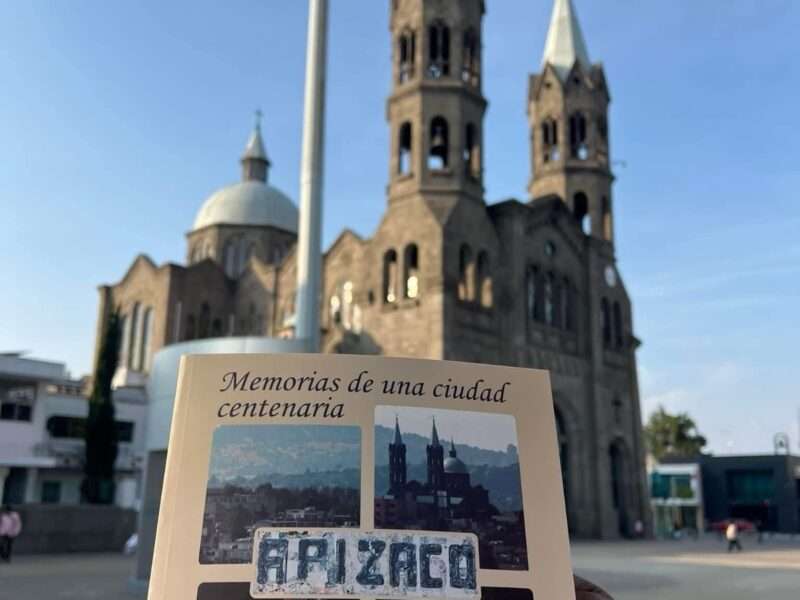 Memorias de una ciudad
centenaria
APIZACO